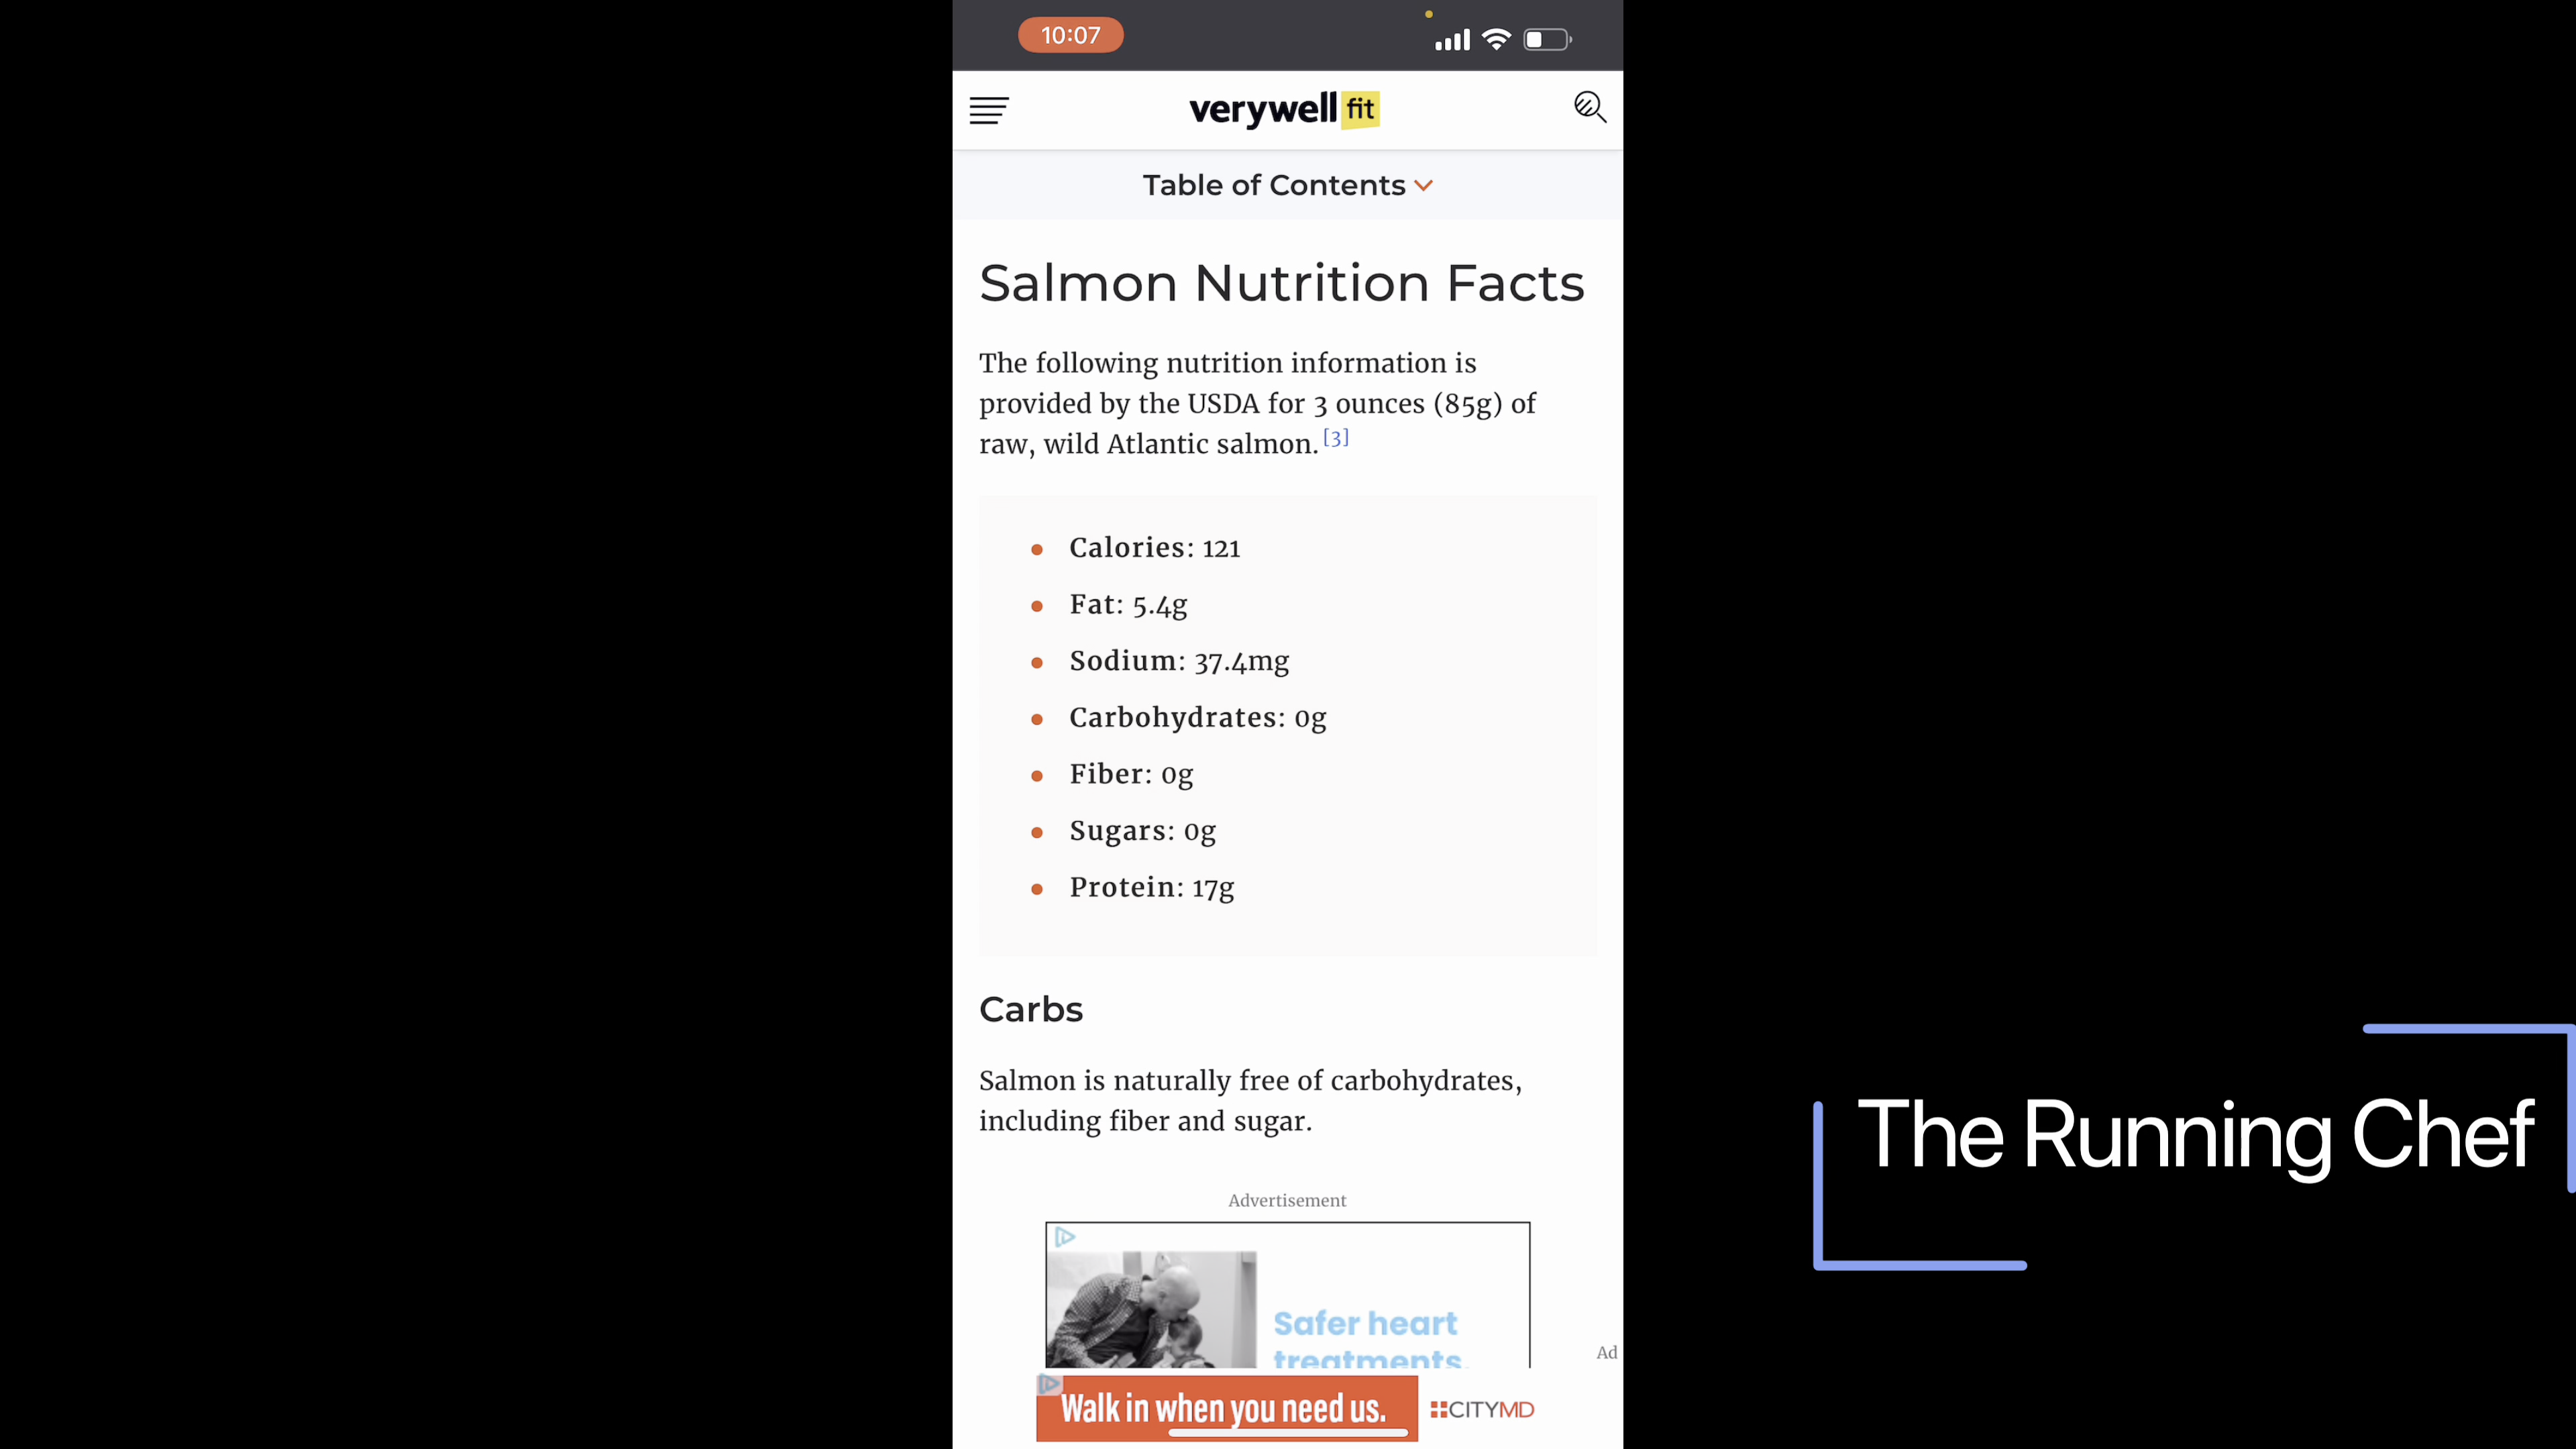 10:07
verywell fit
Table of Contents
Salmon Nutrition Facts
The following nutrition information is
provided by the USDA for 3 ounces (85g) of
raw, wild Atlantic salmon. [3]
Calories: 121
Fat: 5.4g
Sodium: 37.4mg
Carbohydrates: 0g
Fiber: 0g
Sugars: 0g
Protein: 17g
Carbs
Salmon is naturally free of carbohydrates,
including fiber and sugar.
Advertisement
Safer heart
treatments.
Ad
Walk in when you need us.
CITYMD
The Running Chef